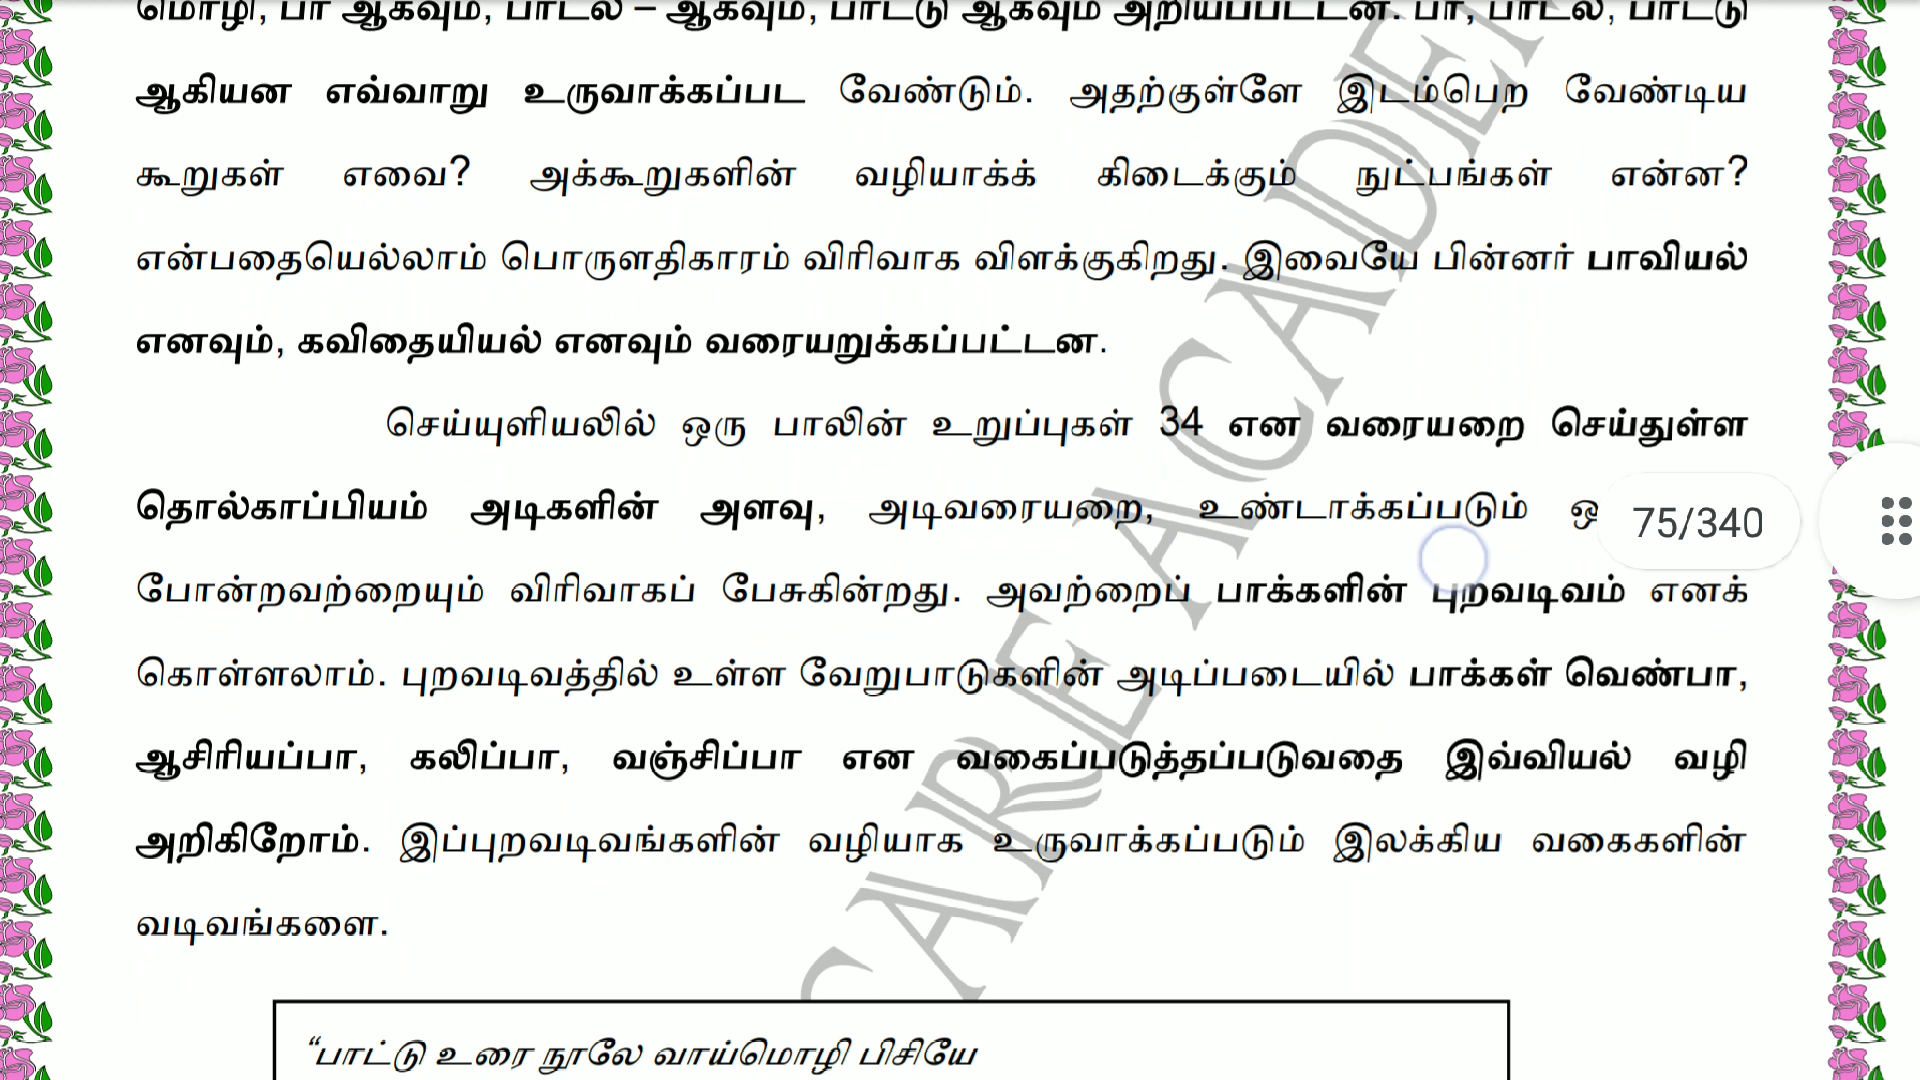 மொழி, பா ஆகவும், பாடல் – ஆகவும், பாட்டு ஆகவும் அறியப்பட்டன. பா, பாடல், பாட்டு
ஆகியன எவ்வாறு உருவாக்கப்பட வேண்டும். அதற்குள்ளே இடம்பெற வேண்டிய
கூறுகள் எவை? அக்கூறுகளின் வழியாக்க் கிடைக்கும் நுட்பங்கள் என்ன?
என்பதையெல்லாம் பொருளதிகாரம் விரிவாக விளக்குகிறது. இவையே பின்னர் பாவியல்
எனவும், கவிதையியல் எனவும் வரையறுக்கப்பட்டன.
செய்யுளியலில் ஒரு பாலின் உறுப்புகள் 34 என வரையறை செய்துள்ள
தொல்காப்பியம் அடிகளின் அளவு, அடிவரையறை, உண்டாக்கப்படும்
75/340
போன்றவற்றையும் விரிவாகப் பேசுகின்றது. அவற்றைப் பாக்களின் புறவடிவம் எனக்
கொள்ளலாம். புறவடிவத்தில் உள்ள வேறுபாடுகளின் அடிப்படையில் பாக்கள் வெண்பா,
ஆசிரியப்பா, கலிப்பா, வஞ்சிப்பா என வகைப்படுத்தப்படுவதை இவ்வியல் வழி
அறிகிறோம். இப்புறவடிவங்களின் வழியாக உருவாக்கப்படும் இலக்கிய வகைகளின்
வடிவங்களை.
“பாட்டு உரை நூலே வாய்மொழி பிசியே
CARE ACADEM